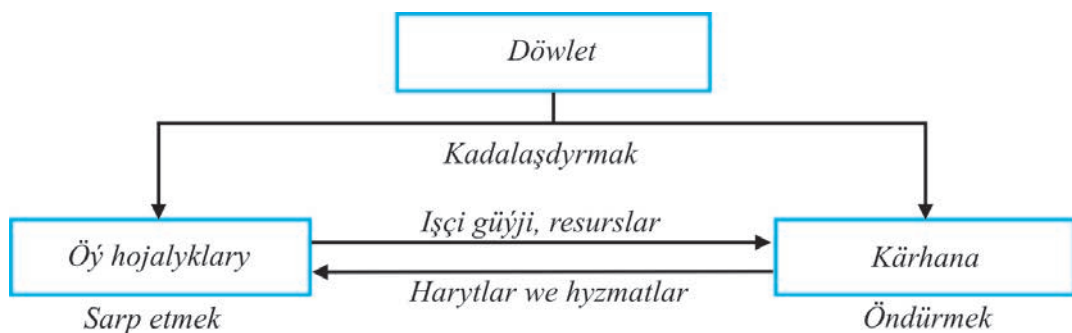 Döwlet
Kadalaşdyrmak
Işçi güýji, resurslar
Öý hojalyklary
Kärhana
Harytlar we hyzmatlar
Sarp etmek
Öndürmek